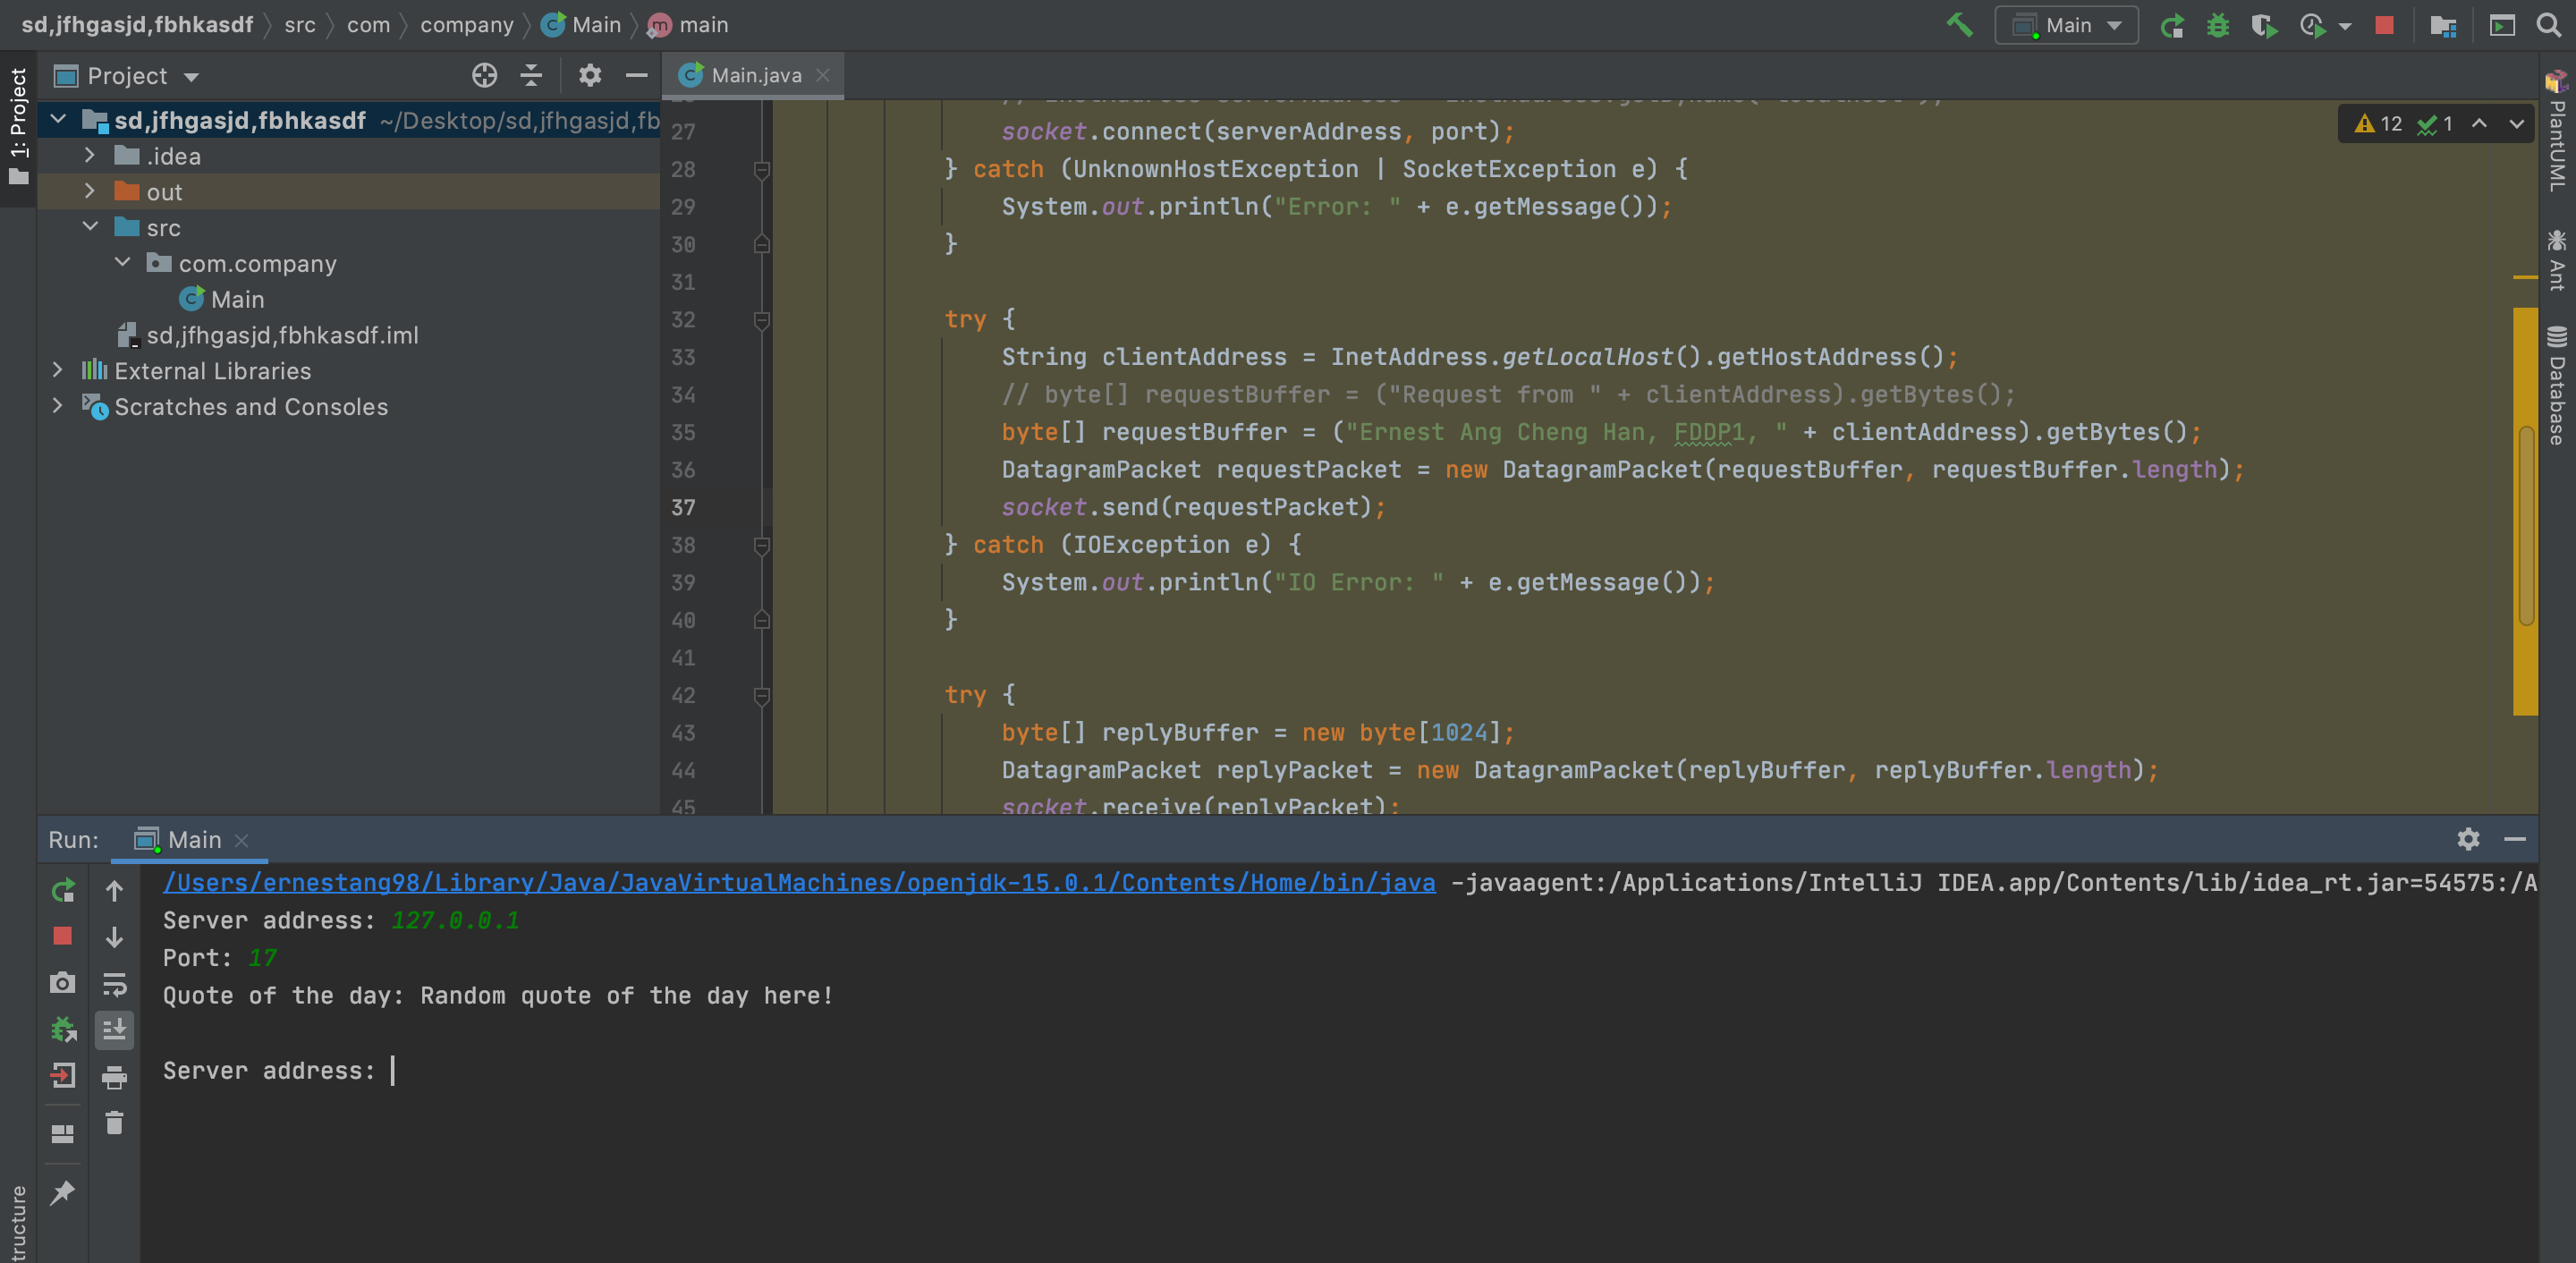 sd,jfhgasjd,fbhkasdf src com company Main main
Main
1: Project
Project
Main.java
sd,jfhgasjd,fbhkasdf ~/Desktop/sd,jfhgasjd,fb
.idea
out
src
com.company
Main
sd,jfhgasjd,fbhkasdf.iml
External Libraries
Scratches and Consoles
12 1
27 socket.connect(serverAddress, port);
28 } catch (UnknownHostException | SocketException e) {
29 System.out.println("Error: " + e.getMessage());
30 }
31
32 try {
33 String clientAddress = InetAddress.getLocalHost().getHostAddress();
34 // byte[] requestBuffer = ("Request from " + clientAddress).getBytes();
35 byte[] requestBuffer = ("Ernest Ang Cheng Han, FDDP1, " + clientAddress).getBytes();
36 DatagramPacket requestPacket = new DatagramPacket(requestBuffer, requestBuffer.length);
37 socket.send(requestPacket);
38 } catch (IOException e) {
39 System.out.println("IO Error: " + e.getMessage());
40 }
41
42 try {
43 byte[] replyBuffer = new byte[1024];
44 DatagramPacket replyPacket = new DatagramPacket(replyBuffer, replyBuffer.length);
45 socket.receive(replyPacket);
PlantUML
Ant
Database
Run: Main
/Users/ernestang98/Library/Java/JavaVirtualMachines/openjdk-15.0.1/Contents/Home/bin/java -javaagent:/Applications/IntelliJ IDEA.app/Contents/lib/idea_rt.jar=54575:/A
Server address: 127.0.0.1
Port: 17
Quote of the day: Random quote of the day here!
Server address:
tructure